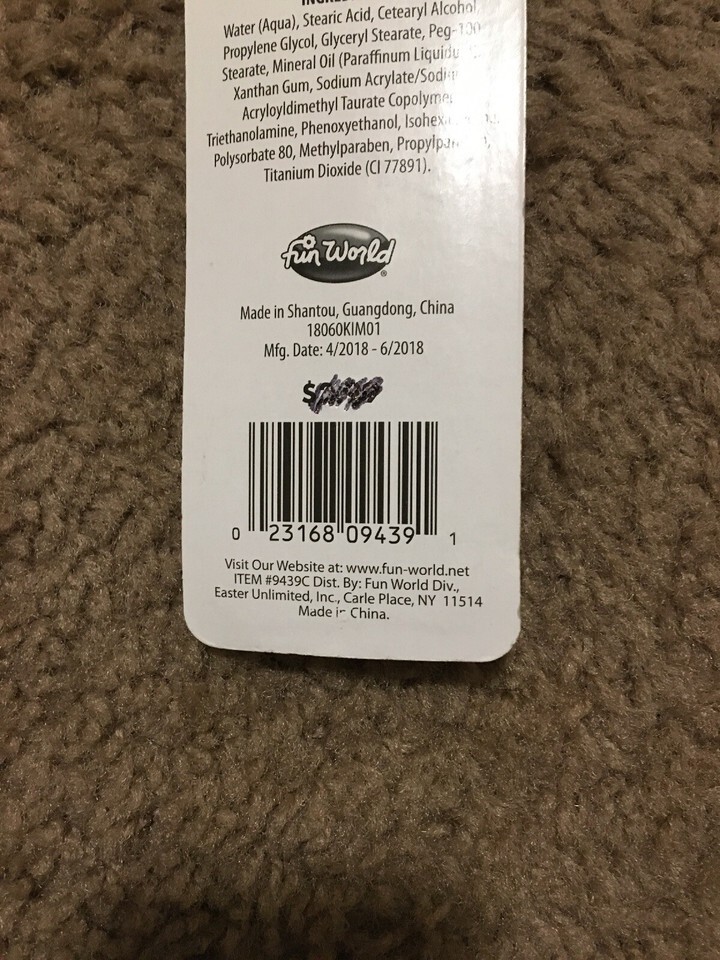 Water (Aqua), Stearic Acid, Cetearyl Alcohol,
Propylene Glycol, Glyceryl Stearate, Peg-100
Stearate, Mineral Oil (Paraffinum
Xanthan Gum, Sodium Acrylate/
Acryloyldimethyl Taurate
Triethanolamine, Phenoxyethanol,
Polysorbate 80, Methylparaben,
Titanium Dioxide (CI 77891).
fun World
®
Made in Shantou, Guangdong, China
18060KIM01
Mfg. Date: 4/2018 - 6/2018
$
0 23168 09439 1
Visit Our Website at: www.fun-world.net
ITEM #9439C Dist. By: Fun World Div.,
Easter Unlimited, Inc., Carle Place, NY 11514
Made in China.